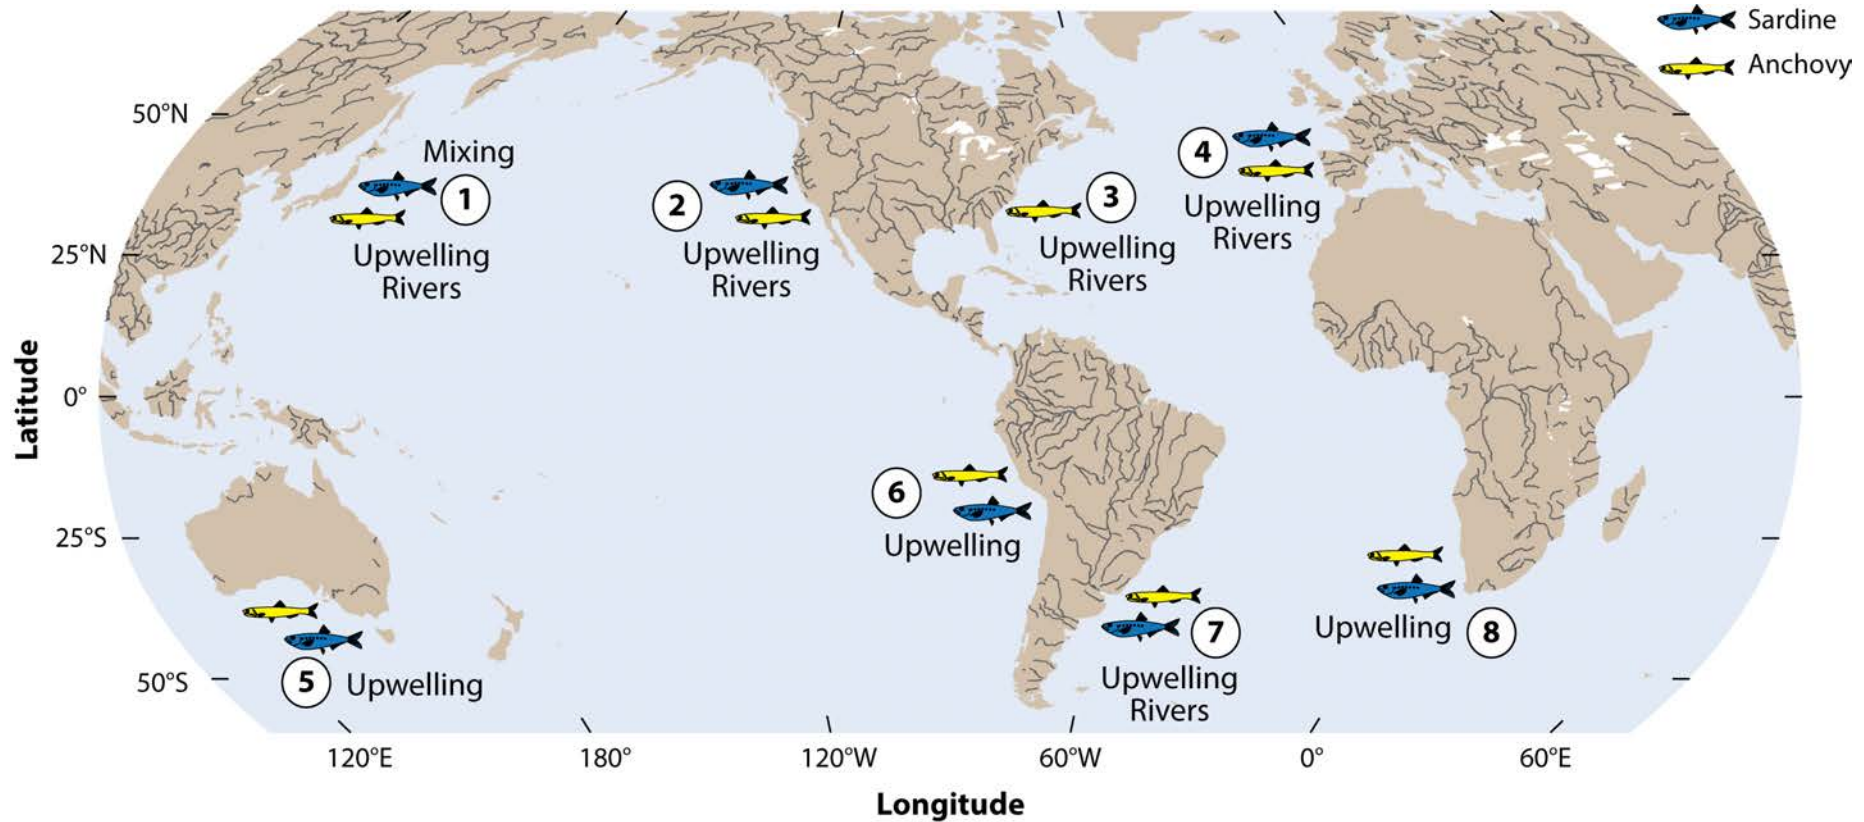 Sardine
Anchovy
50°N
25°N
0°
25°S
50°S
Latitude
Mixing
1
Upwelling
Rivers
2
Upwelling
Rivers
3
Upwelling
Rivers
4
Upwelling
Rivers
6
Upwelling
5
Upwelling
7
Upwelling
Rivers
Upwelling
8
120°E
180°
120°W
60°W
0°
60°E
Longitude